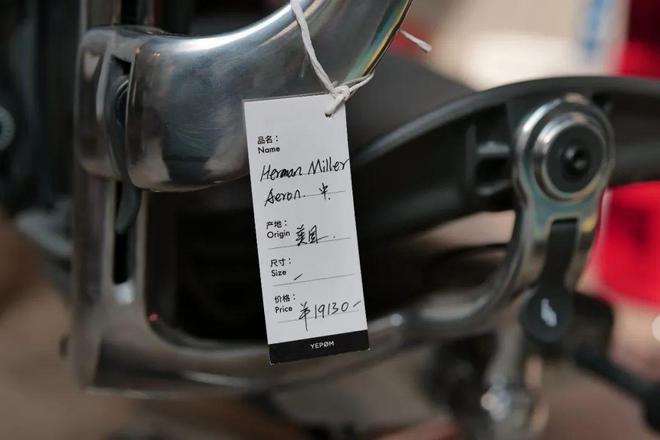 品名：
Name
Herman Miller
Aeron. 半.
产地：
Origin 美国.
尺寸：
Size
价格：
Price ¥19130-
YEPØM